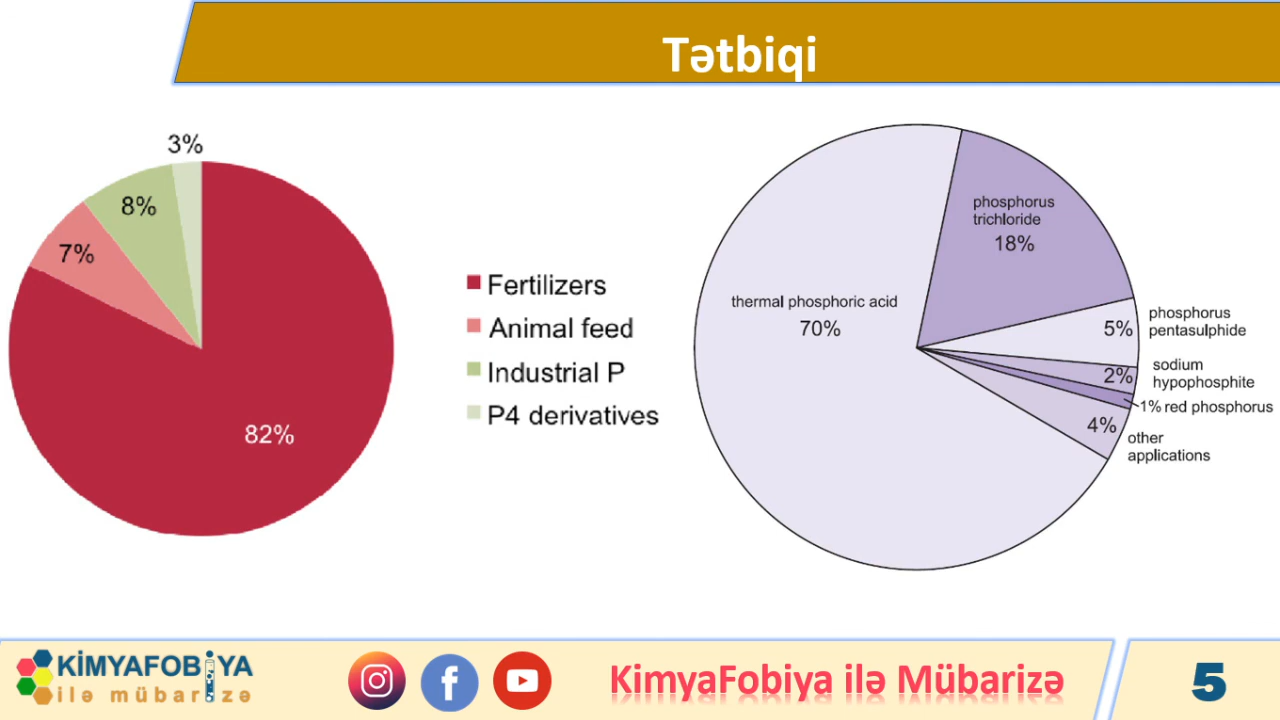 Tətbiqi
3%
8%
7%
82%
Fertilizers
Animal feed
Industrial P
P4 derivatives
phosphorus
trichloride
18%
thermal phosphoric acid
70%
5%
phosphorus
pentasulphide
2%
sodium
hypophosphite
1% red phosphorus
4%
other
applications
KİMYAFOBİYA
ilə mübarizə
KimyaFobiya ilə Mübarizə
5